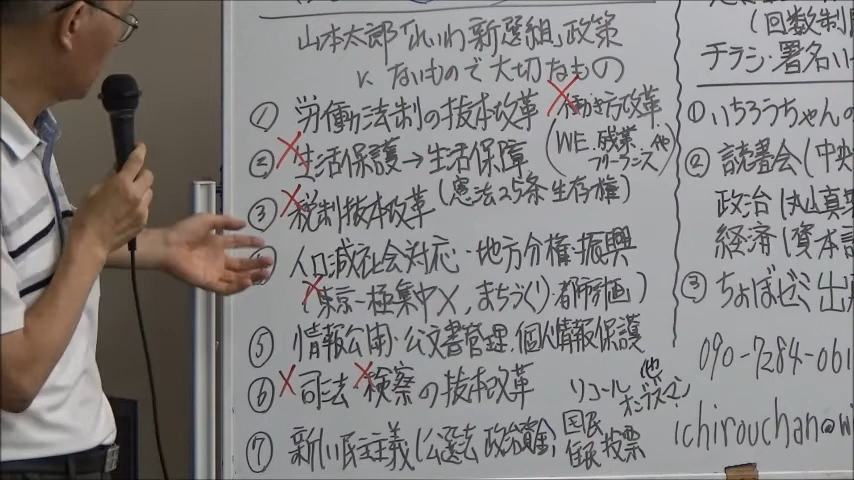 山本太郎「れいわ新選組」政策
にないもので大切なもの
① 労働法制の抜本改革 働き方改革
(WE、残業、フリーランス、他)
② 生活保護→生活保障
(憲法25条生存権)
③ 税制抜本改革
人口減社会対応・地方分権・振興
(東京一極集中×、まちづくり・都市計画)
⑤ 情報公開・公文書管理、個人情報保護
⑥ 司法・検察の抜本改革
⑦ 新しい民主主義(公選法、政治資金、
リコール 他
オンブズマン)
国民
住民投票
(回数制
チラシ・署名
① いちろうちゃんの
② 読書会(中央
政治(丸山真
経済(資本
③ ちょぼゼミ出
090-7284-061
ichirouchan@